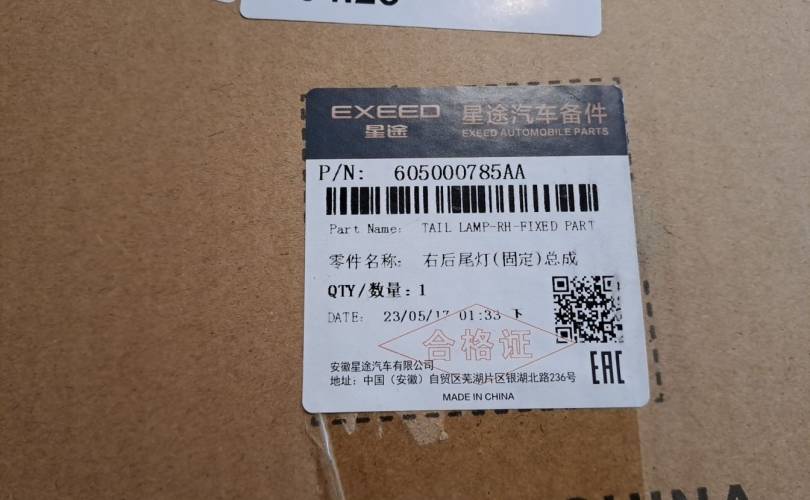 EXEED 星途汽车备件
星途 EXEED AUTOMOBILE PARTS
P/N: 605000785AA
Part Name: TAIL LAMP-RH-FIXED PART
零件名称: 右后尾灯(固定)总成
QTY/数量: 1
DATE: 23/05/17 01:33 下
合格证
安徽星途汽车有限公司
地址: 中国(安徽)自贸区芜湖片区银湖北路236号
EAC
MADE IN CHINA
CHINA